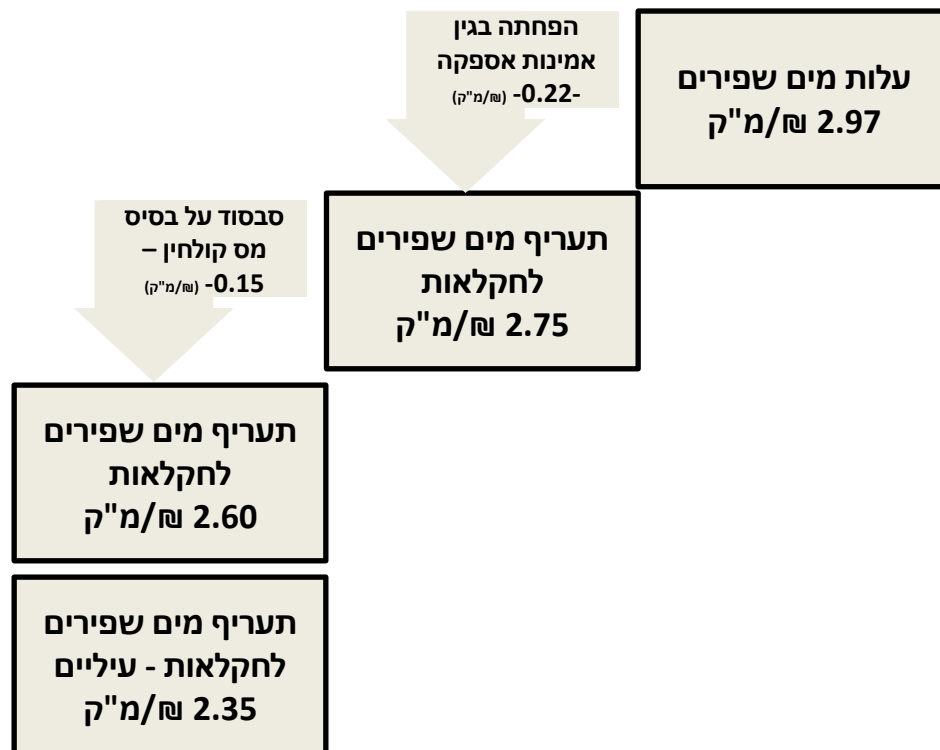 עלות מים שפירים
2.97 ₪/מ"ק
הפחתה בגין
אמינות אספקה
-0.22- (₪/מ"ק)
תעריף מים שפירים
לחקלאות
2.75 ₪/מ"ק
סבסוד על בסיס
מס קולחין –
-0.15 (₪/מ"ק)
תעריף מים שפירים
לחקלאות
2.60 ₪/מ"ק
תעריף מים שפירים
לחקלאות - עיליים
2.35 ₪/מ"ק